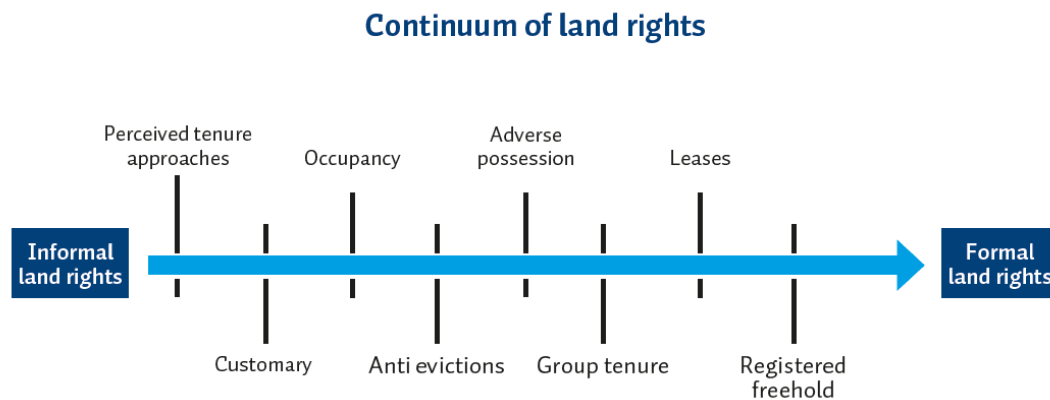 Continuum of land rights
Perceived tenure
approaches
Occupancy
Adverse
possession
Leases
Informal
land rights
Formal
land rights
Customary
Anti evictions
Group tenure
Registered
freehold